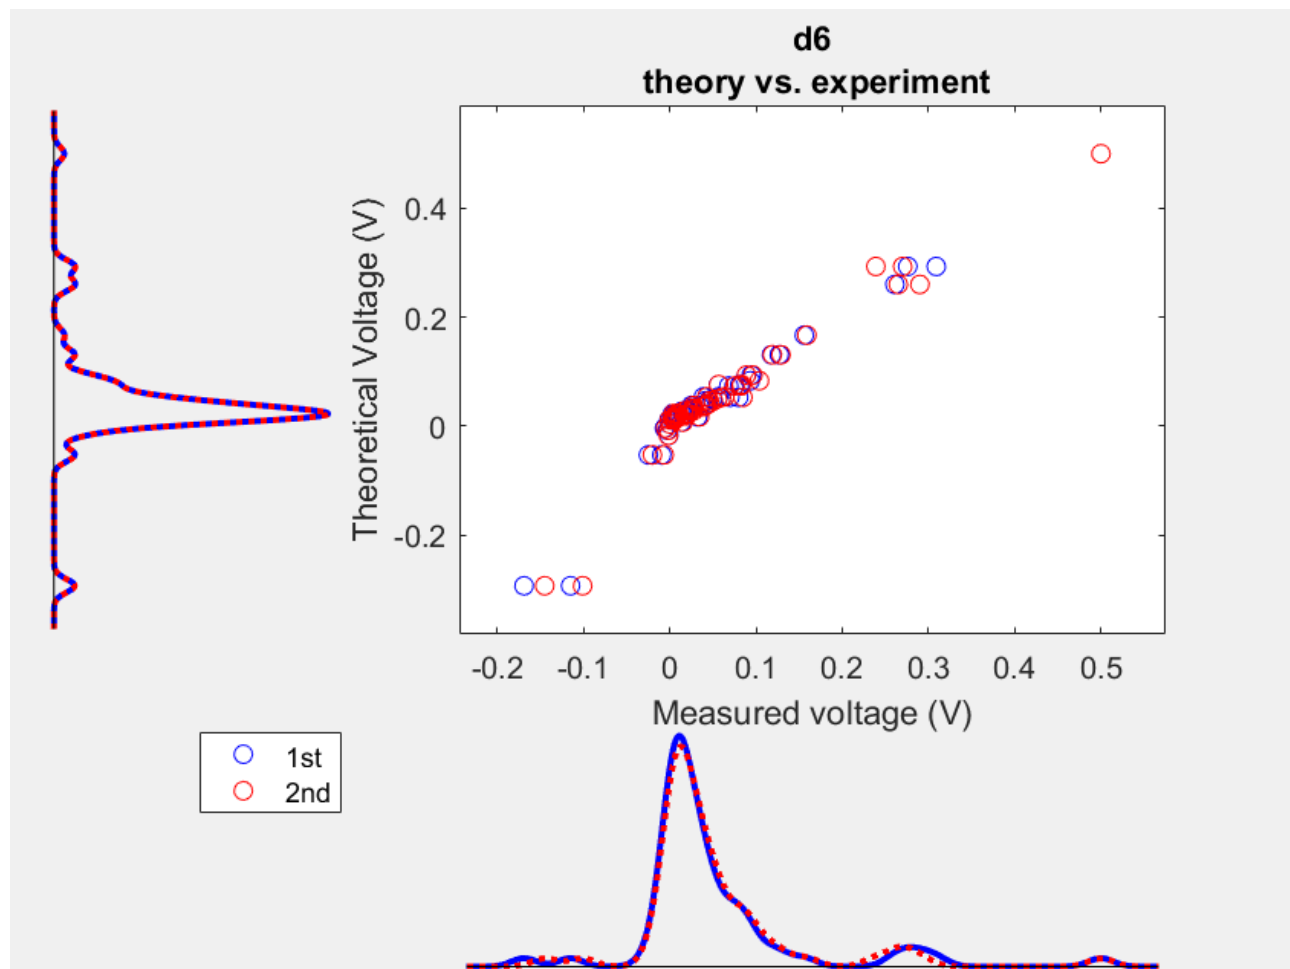 d6
theory vs. experiment
Theoretical Voltage (V)
0.4
0.2
0
-0.2
-0.2 -0.1 0 0.1 0.2 0.3 0.4 0.5
Measured voltage (V)
1st
2nd